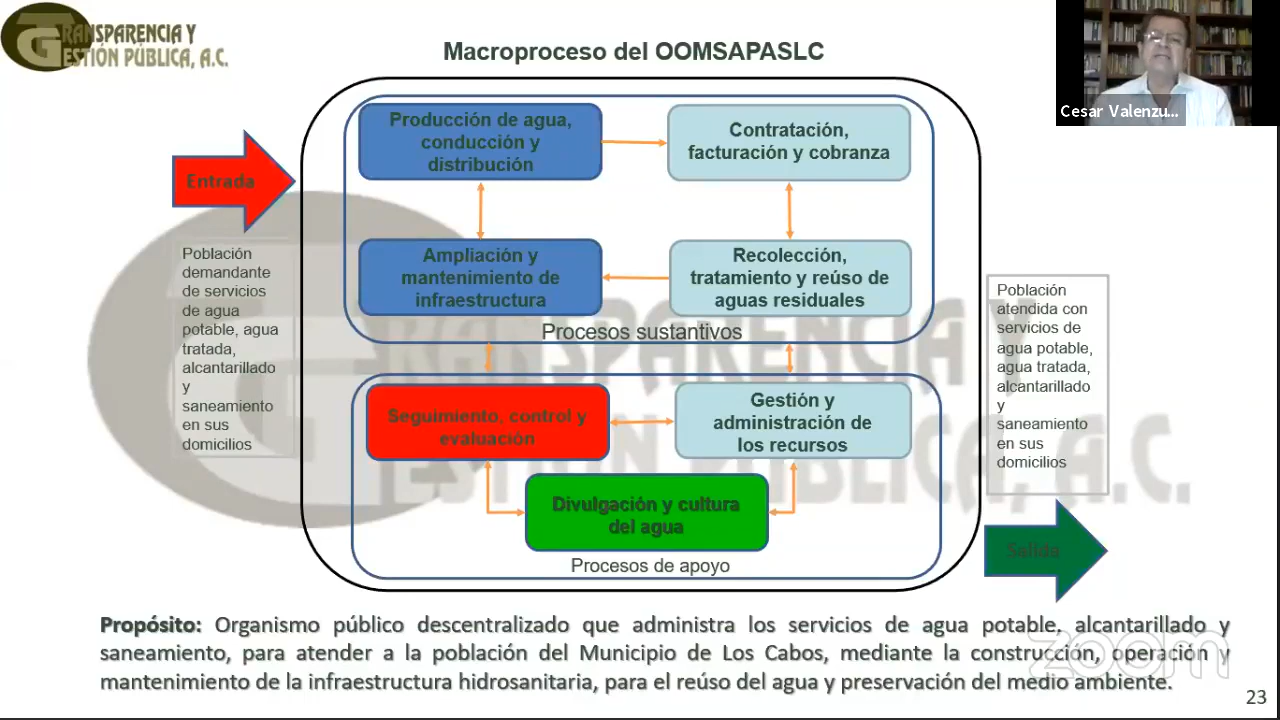 TRANSPARENCIA Y
GESTIÓN PÚBLICA, A.C.
Macroproceso del OOMSAPASLC
Cesar Valenzu...
Entrada
Población
demandante
de servicios
de agua
potable, agua
tratada,
alcantarillado
y
saneamiento
en sus
domicilios
Producción de agua,
conducción y
distribución
Contratación,
facturación y cobranza
Ampliación y
mantenimiento de
infraestructura
Recolección,
tratamiento y reúso de
aguas residuales
Procesos sustantivos
Seguimiento, control y
evaluación
Gestión y
administración de
los recursos
Divulgación y cultura
del agua
Procesos de apoyo
Población
atendida con
servicios de
agua potable,
agua tratada,
alcantarillado
y
saneamiento
en sus
domicilios
Salida
TRANSPARENCIA Y
GESTIÓN PÚBLICA, A.C.
Propósito: Organismo público descentralizado que administra los servicios de agua potable, alcantarillado y
saneamiento, para atender a la población del Municipio de Los Cabos, mediante la construcción, operación y
mantenimiento de la infraestructura hidrosanitaria, para el reúso del agua y preservación del medio ambiente.
zoom
23